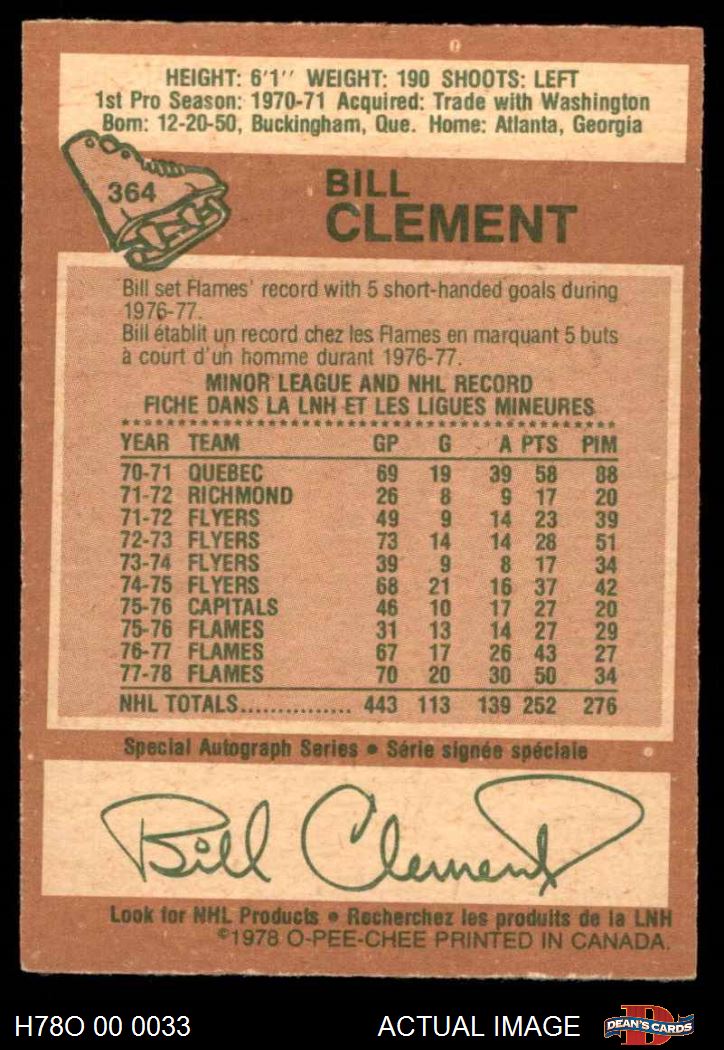 HEIGHT: 6'1'' WEIGHT: 190 SHOOTS: LEFT
1st Pro Season: 1970-71 Acquired: Trade with Washington
Born: 12-20-50, Buckingham, Que. Home: Atlanta, Georgia
364
BILL
CLEMENT
Bill set Flames' record with 5 short-handed goals during
1976-77.
Bill établit un record chez les Flames en marquant 5 buts
à court d'un homme durant 1976-77.
MINOR LEAGUE AND NHL RECORD
FICHE DANS LA LNH ET LES LIGUES MINEURES
YEAR TEAM GP G A PTS PIM
70-71 QUEBEC 69 19 39 58 88
71-72 RICHMOND 26 8 9 17 20
71-72 FLYERS 49 9 14 23 39
72-73 FLYERS 73 14 14 28 51
73-74 FLYERS 39 9 8 17 34
74-75 FLYERS 68 21 16 37 42
75-76 CAPITALS 46 10 17 27 20
75-76 FLAMES 31 13 14 27 29
76-77 FLAMES 67 17 26 43 27
77-78 FLAMES 70 20 30 50 34
NHL TOTALS............... 443 113 139 252 276
Special Autograph Series • Série signée spéciale
Bill Clement
Look for NHL Products • Recherchez les produits de la LNH
©1978 O-PEE-CHEE PRINTED IN CANADA.
H78O 00 0033 ACTUAL IMAGE D DEAN'S CARDS